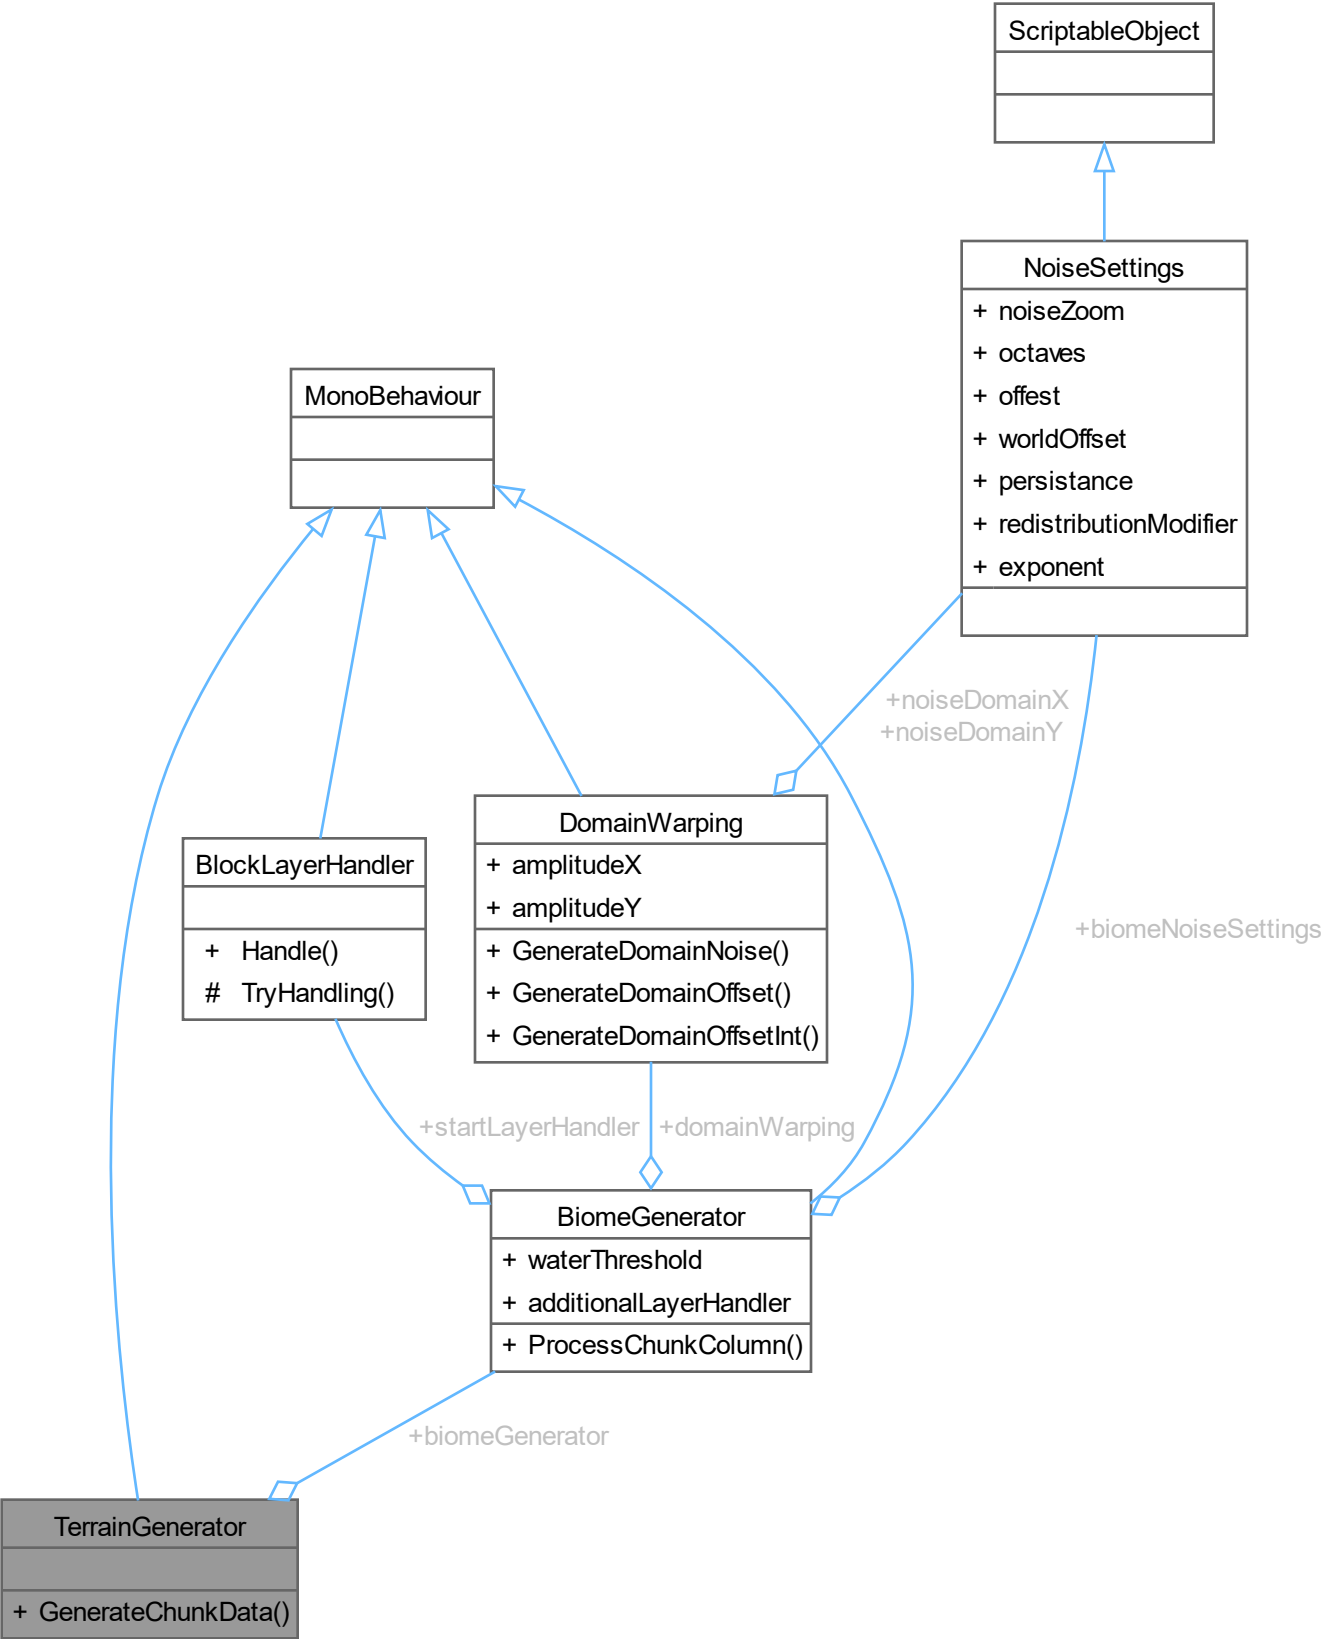 ScriptableObject
NoiseSettings
+ noiseZoom
+ octaves
+ offest
+ worldOffset
+ persistance
+ redistributionModifier
+ exponent
MonoBehaviour
+noiseDomainX
+noiseDomainY
DomainWarping
+ amplitudeX
+ amplitudeY
+ GenerateDomainNoise()
+ GenerateDomainOffset()
+ GenerateDomainOffsetInt()
BlockLayerHandler
+ Handle()
# TryHandling()
+biomeNoiseSettings
+startLayerHandler
+domainWarping
BiomeGenerator
+ waterThreshold
+ additionalLayerHandler
+ ProcessChunkColumn()
+biomeGenerator
TerrainGenerator
+ GenerateChunkData()